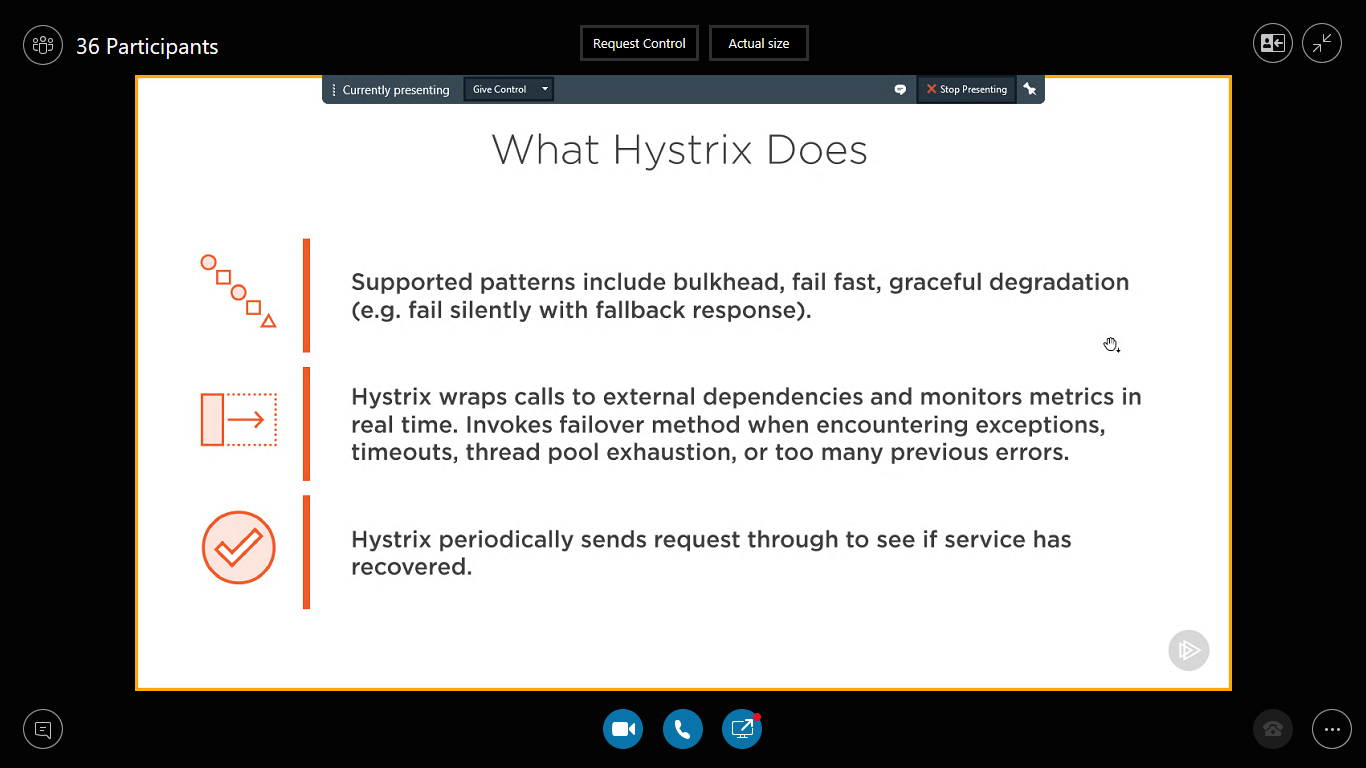 36 Participants
Request Control
Actual size
Currently presenting
Give Control
Stop Presenting
What Hystrix Does
Supported patterns include bulkhead, fail fast, graceful degradation
(e.g. fail silently with fallback response).
Hystrix wraps calls to external dependencies and monitors metrics in
real time. Invokes failover method when encountering exceptions,
timeouts, thread pool exhaustion, or too many previous errors.
Hystrix periodically sends request through to see if service has
recovered.